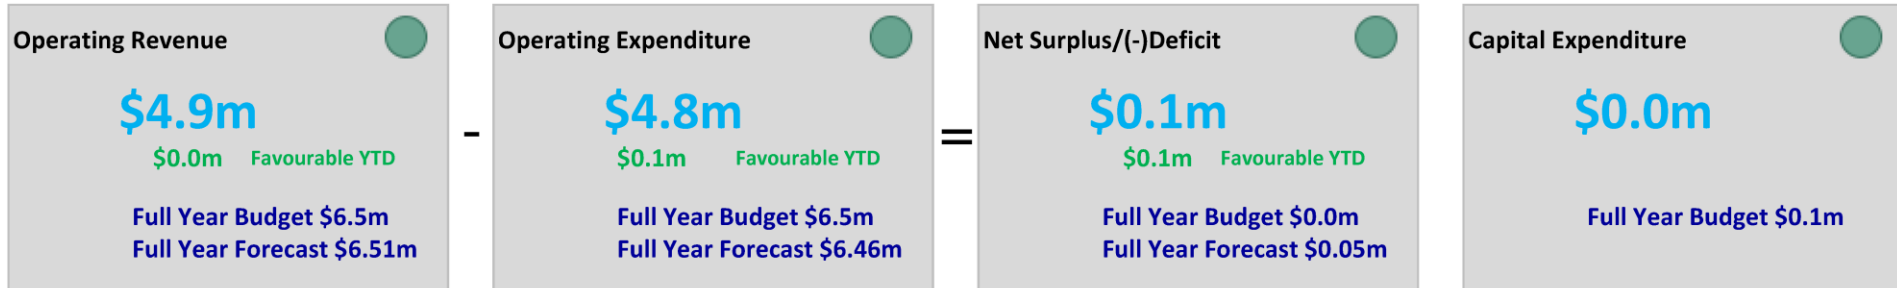 Operating Revenue
$4.9m
$0.0m Favourable YTD
Full Year Budget $6.5m
Full Year Forecast $6.51m
-
Operating Expenditure
$4.8m
$0.1m Favourable YTD
Full Year Budget $6.5m
Full Year Forecast $6.46m
=
Net Surplus/(-)Deficit
$0.1m
$0.1m Favourable YTD
Full Year Budget $0.0m
Full Year Forecast $0.05m
Capital Expenditure
$0.0m
Full Year Budget $0.1m